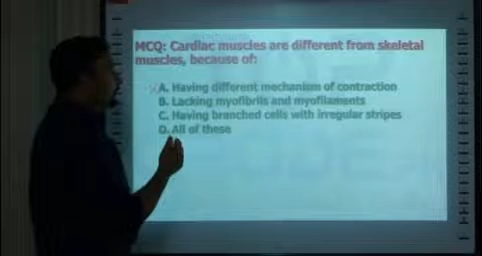 MCQ: Cardiac muscles are different from skeletal
muscles, because of:
A. Having different mechanism of contraction
B. Lacking myofibrils and myofilaments
C. Having branched cells with irregular stripes
D. All of these